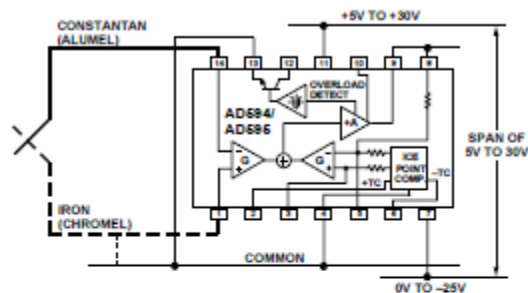 CONSTANTAN
(ALUMEL)
+5V TO +30V
14
13
12
11
10
9
8
OVERLOAD
DETECT
AD594/
AD595
+A
G
G
ICE
POINT
COMP.
+TC
–TC
SPAN OF
5V TO 30V
IRON
(CHROMEL)
1
2
3
4
5
6
7
COMMON
0V TO –25V